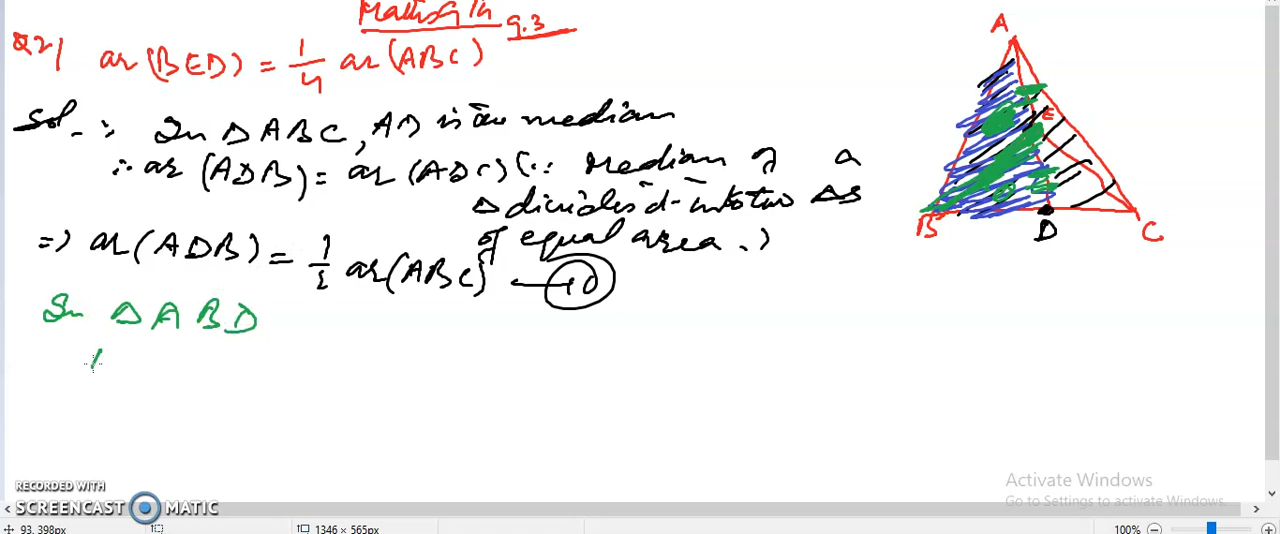 Maths 9th 9.3
Q2) ar(BED) = 1/4 ar(ABC)
Sol. ∵ In Δ ABC, AD is the median
∴ ar (ADB) = ar (ADC) (∵ Median of a
Δ divides it into two Δs
of equal area.)
=> ar(ADB) = 1/2 ar(ABC) —
In Δ ABD
A
E
B
D
C
Activate Windows
Go to Settings to activate Windows.
RECORDED WITH
SCREENCAST MATIC
93, 398px
1346 × 565px
100%